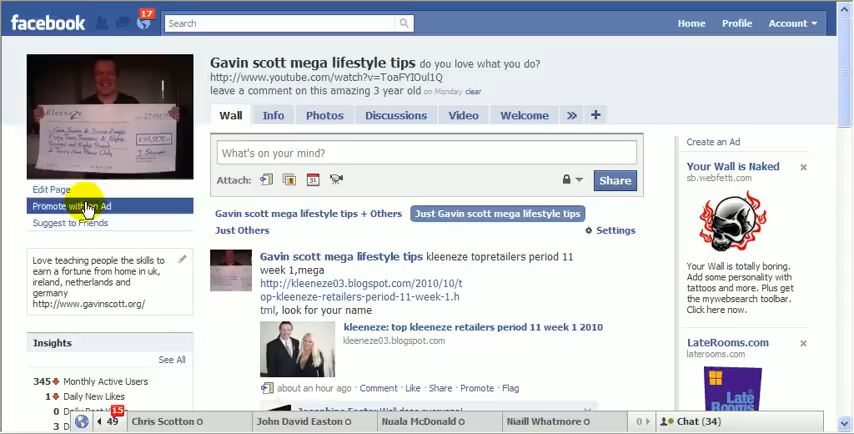 facebook
17
Search
Home
Profile
Account
Gavin scott mega lifestyle tips do you love what you do?
http://www.youtube.com/watch?v=ToaFYIOul1Q
leave a comment on this amazing 3 year old on Monday clear
Wall
Info
Photos
Discussions
Video
Welcome
»
+
Kleeneze
What's on your mind?
Attach:
31
Share
Edit Page
Promote with an Ad
Suggest to Friends
Gavin scott mega lifestyle tips + Others
Just Gavin scott mega lifestyle tips
Just Others
Settings
Love teaching people the skills to
earn a fortune from home in uk,
ireland, netherlands and
germany
http://www.gavinscott.org/
Insights
See All
345 Monthly Active Users
1 Daily New Likes
0
3
Gavin scott mega lifestyle tips kleeneze topretailers period 11
week 1,mega
http://kleeneze03.blogspot.com/2010/10/t
op-kleeneze-retailers-period-11-week-1.h
tml, look for your name
kleeneze: top kleeneze retailers period 11 week 1 2010
kleeneze03.blogspot.com
about an hour ago · Comment · Like · Share · Promote · Flag
Create an Ad
Your Wall is Naked
sb.webfetti.com
Your Wall is totally boring.
Add some personality with
tattoos and more. Plus get
the mywebsearch toolbar.
Click here now.
LateRooms.com
laterooms.com
Late
Rooms
15
49
Chris Scotton
John David Easton
Nuala McDonald
Niaill Whatmore
0
Chat (34)